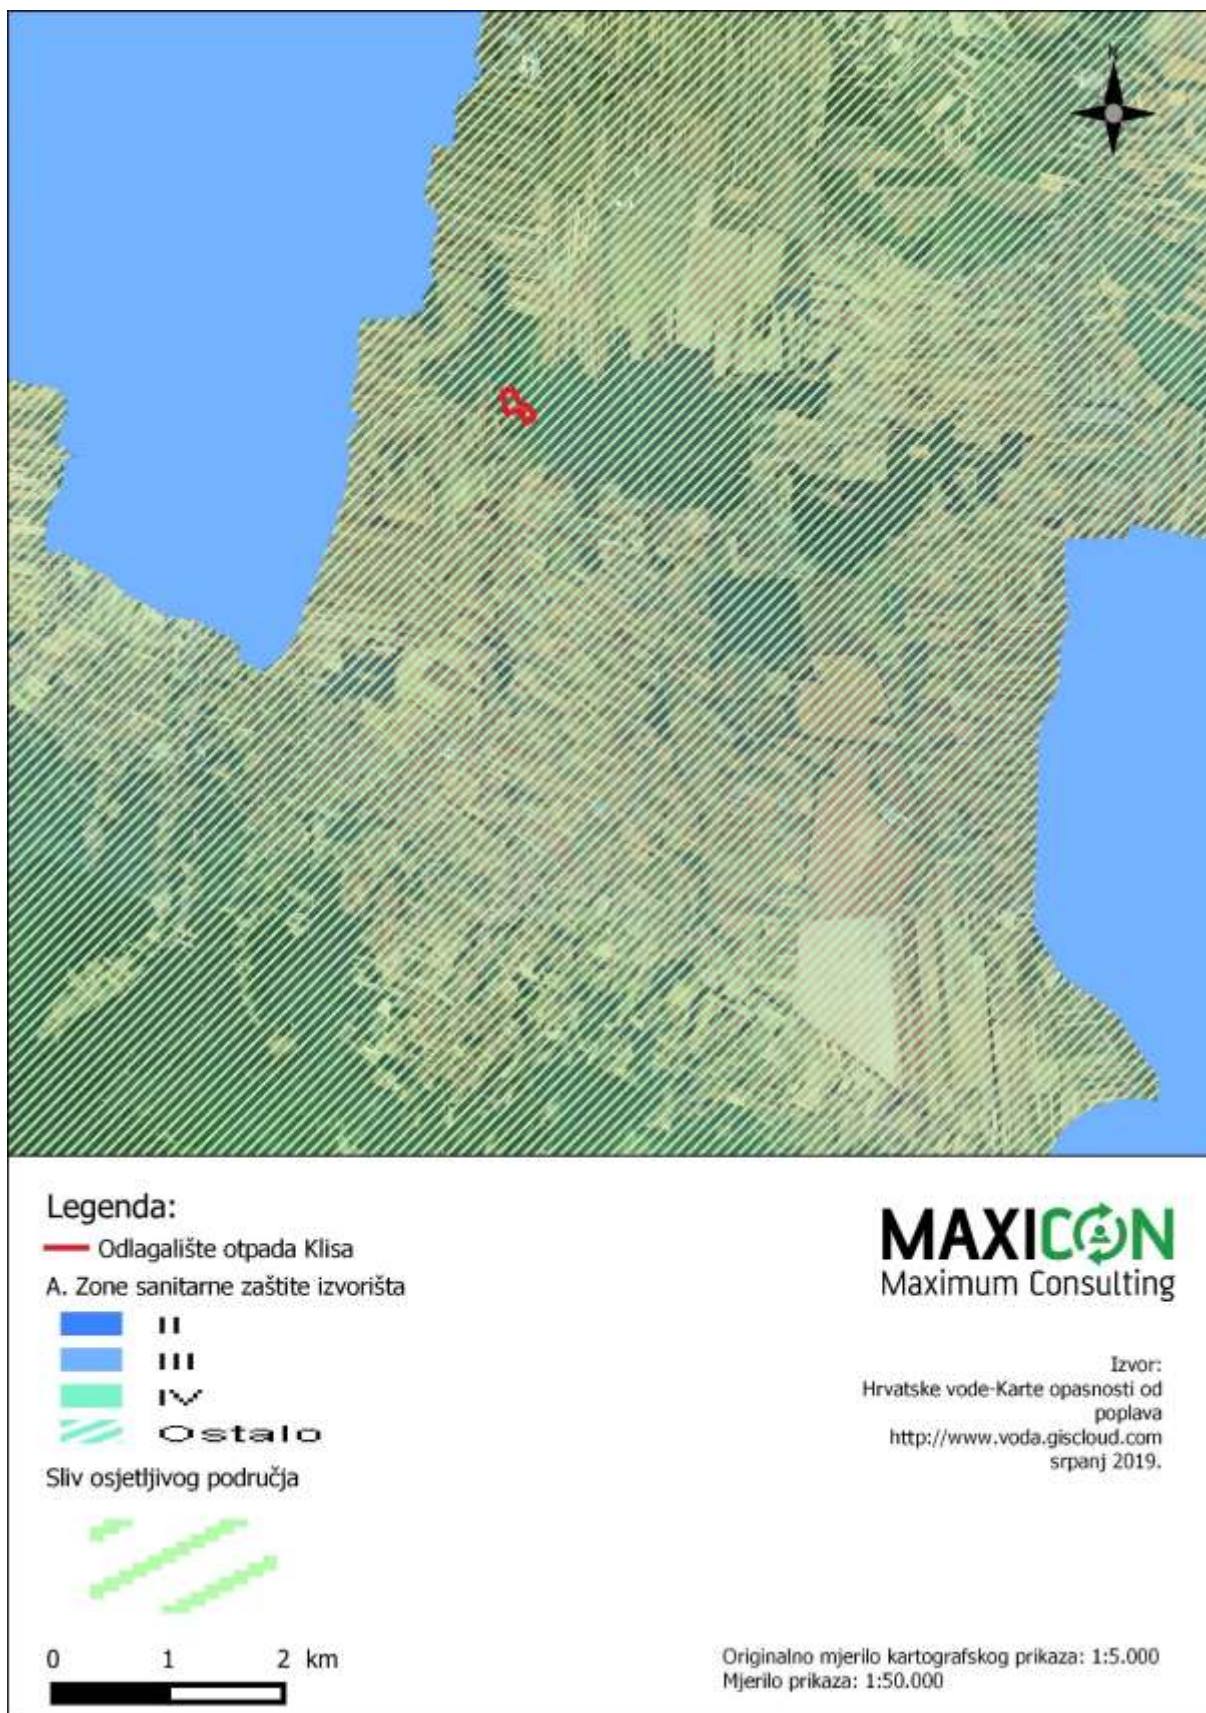 N
Legenda:
Odlagalište otpada Klisa
A. Zone sanitarne zaštite izvorišta
II
III
IV
Ostalo
Sliv osjetljivog područja
0 1 2 km
MAXICON
Maximum Consulting
Izvor:
Hrvatske vode-Karte opasnosti od
poplava
http://www.voda.giscloud.com
srpanj 2019.
Originalno mjerilo kartografskog prikaza: 1:5.000
Mjerilo prikaza: 1:50.000